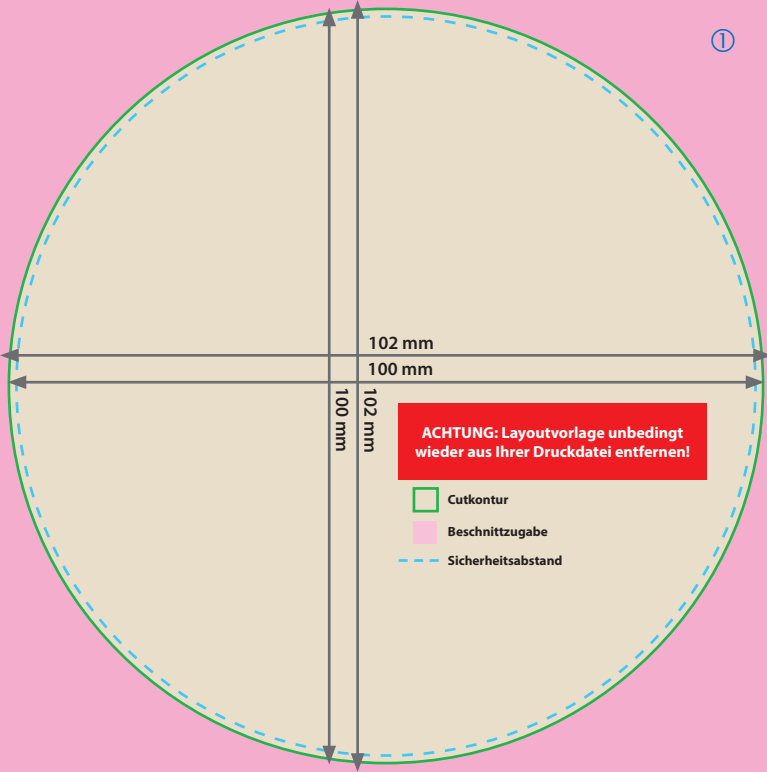 ①
102 mm
100 mm
100 mm
102 mm
ACHTUNG: Layoutvorlage unbedingt
wieder aus Ihrer Druckdatei entfernen!
Cutkontur
Beschnittzugabe
Sicherheitsabstand